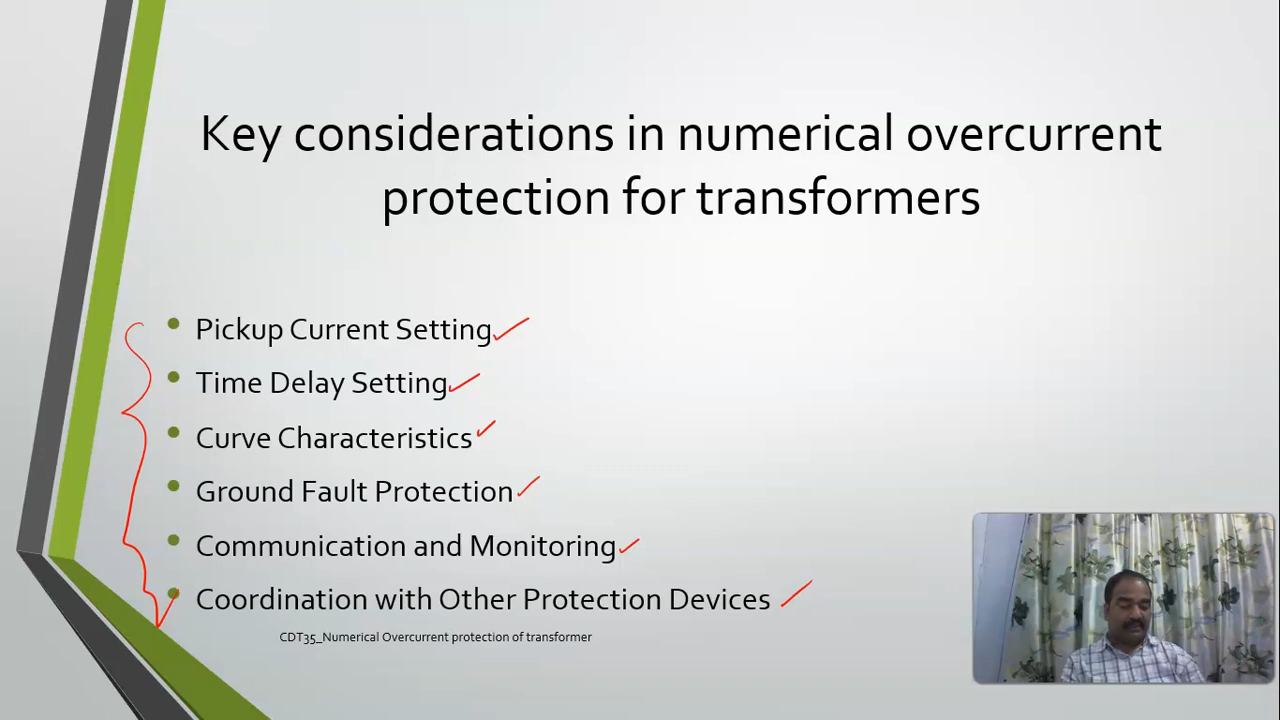 Key considerations in numerical overcurrent
protection for transformers
Pickup Current Setting
Time Delay Setting
Curve Characteristics
Ground Fault Protection
Communication and Monitoring
Coordination with Other Protection Devices
CDT35_Numerical Overcurrent protection of transformer